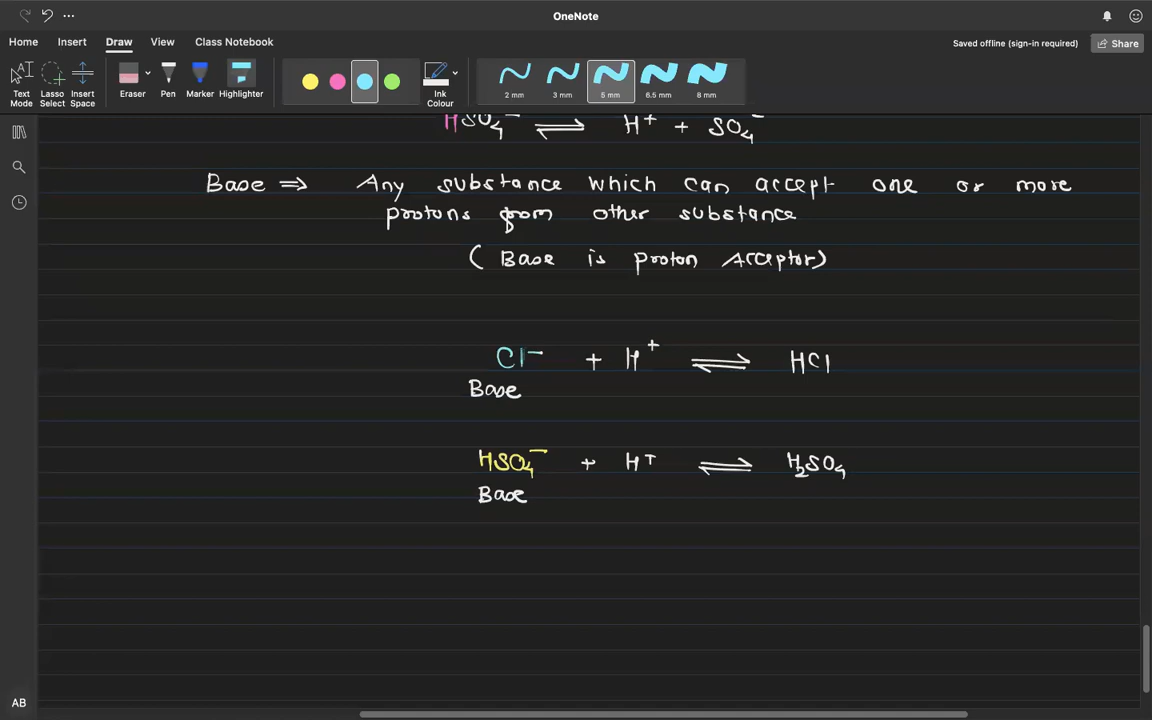 OneNote
Home Insert Draw View Class Notebook
Saved offline (sign-in required) Share
Text Mode Lasso Select Insert Space Eraser Pen Marker Highlighter Ink Colour 2 mm 3 mm 5 mm 6.5 mm 8 mm
HSO₄⁻ ⇌ H⁺ + SO₄⁻
Base ⇒ Any substance which can accept one or more
protons from other substance
( Base is proton Acceptor)
Cl⁻ + H⁺ ⇌ HCl
Base
HSO₄⁻ + H⁺ ⇌ H₂SO₄
Base
AB